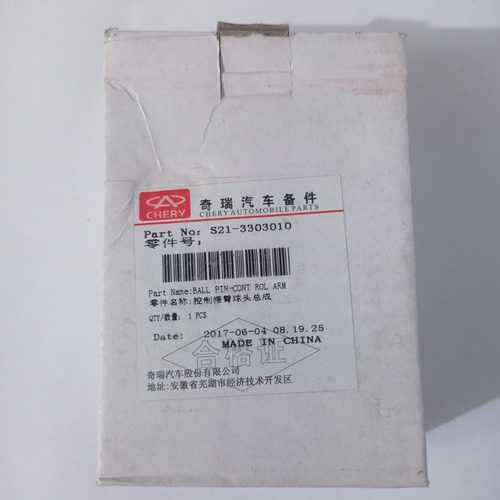 CHERY
奇瑞汽车备件
CHERY AUTOMOBILE PARTS
Part No: S21-3303010
零件号:
Part Name:BALL PIN-CONT ROL ARM
零件名称:控制摆臂球头总成
QTY/数量: 1 PCS
Date: 2017-06-04 08.19.25
MADE IN CHINA
合格证
奇瑞汽车股份有限公司
地址:安徽省芜湖市经济技术开发区